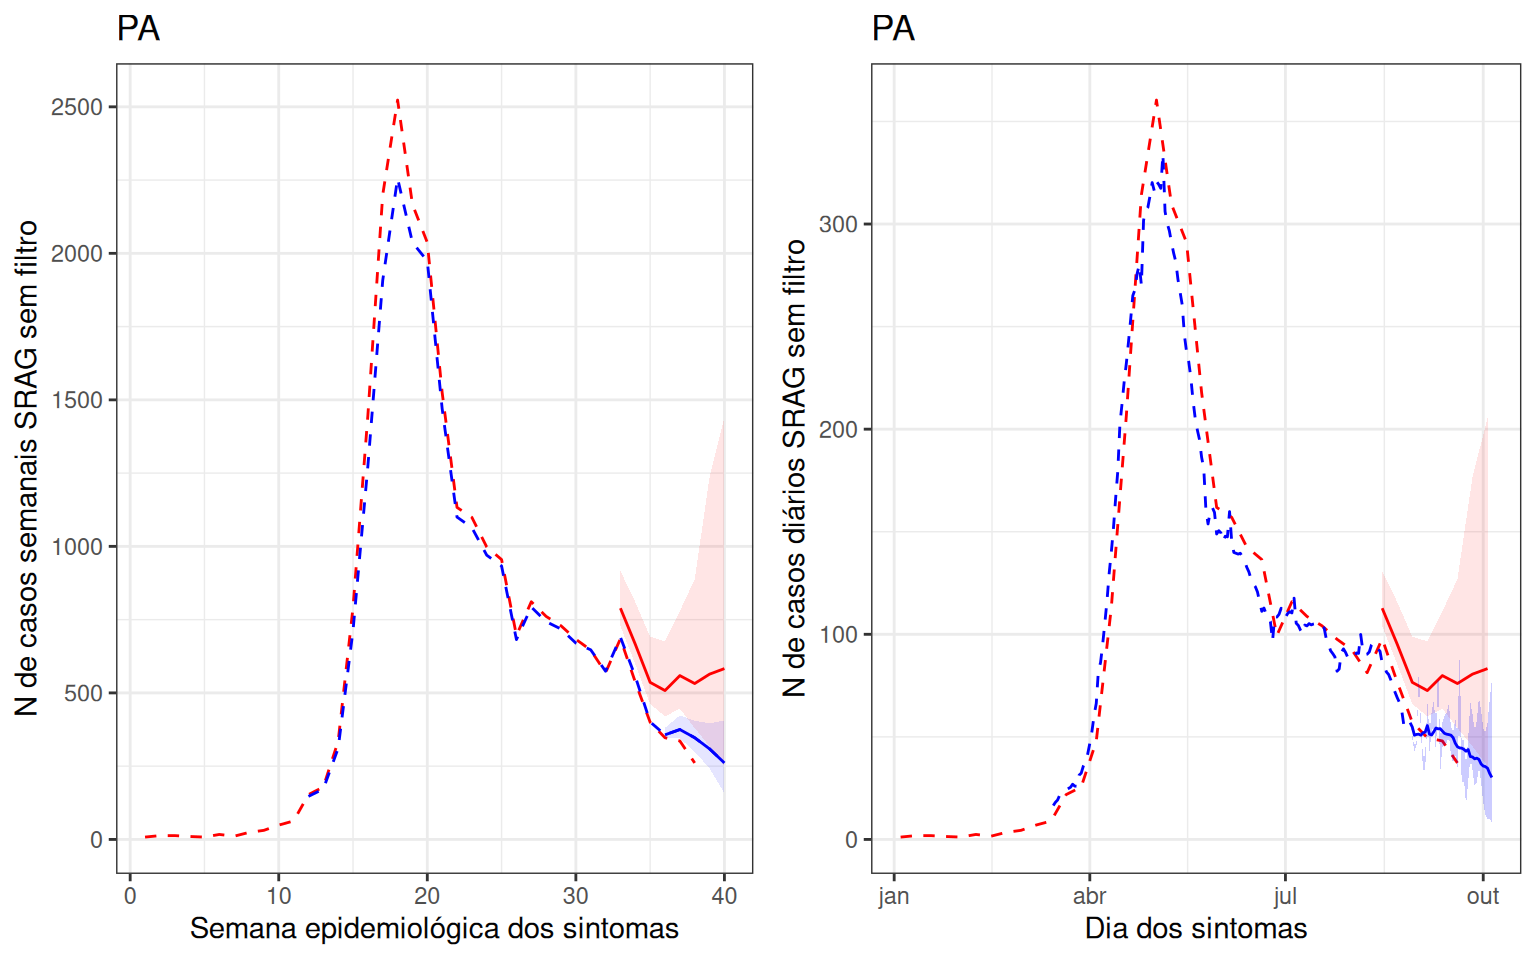 PA
N de casos semanais SRAG sem filtro
2500
2000
1500
1000
500
0
0 10 20 30 40
Semana epidemiológica dos sintomas
PA
N de casos diários SRAG sem filtro
300
200
100
0
jan abr jul out
Dia dos sintomas